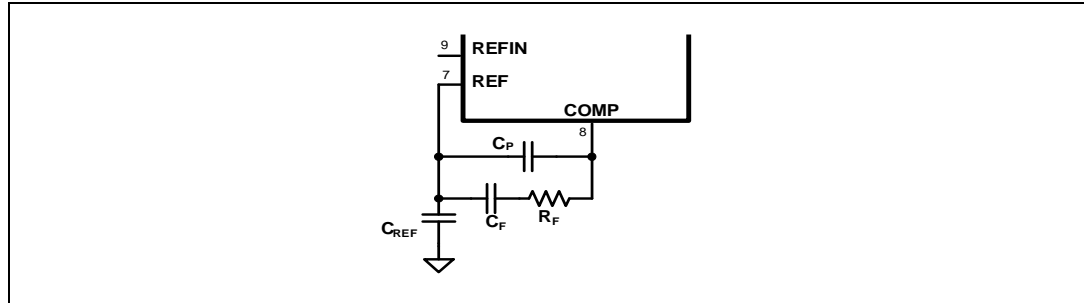 9 REFIN
7 REF
COMP
8
CP
CF
RF
CREF